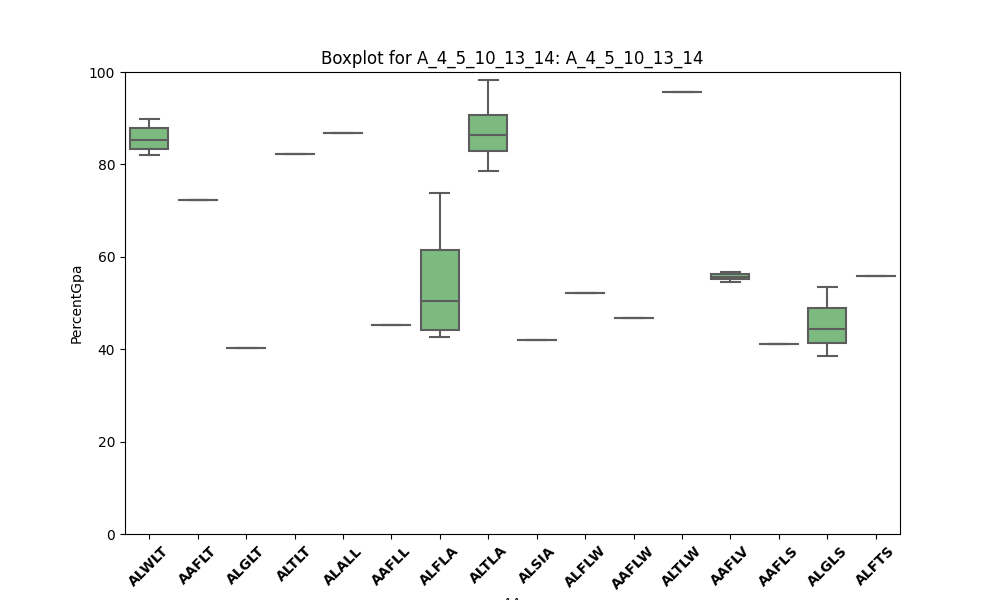 Boxplot for A_4_5_10_13_14: A_4_5_10_13_14
100
80
60
40
20
0
PercentGpa
ALWLT
AAFLT
ALGLT
ALTLT
ALALL
AAFLL
ALFLA
ALTLA
ALSIA
ALFLW
AAFLW
ALTLW
AAFLV
AAFLS
ALGLS
ALFTS